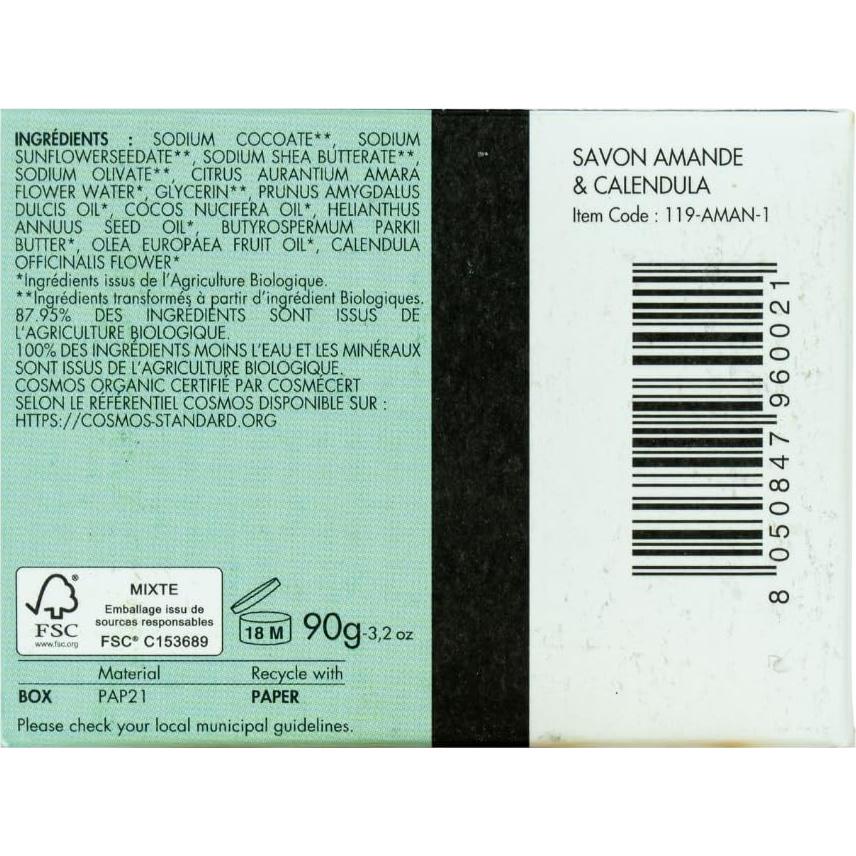 INGRÉDIENTS : SODIUM COCOATE**, SODIUM
SUNFLOWERSEEDATE**, SODIUM SHEA BUTTERATE**,
SODIUM OLIVATE**, CITRUS AURANTIUM AMARA
FLOWER WATER*, GLYCERIN**, PRUNUS AMYGDALUS
DULCIS OIL*, COCOS NUCIFERA OIL*, HELIANTHUS
ANNUUS SEED OIL*, BUTYROSPERMUM PARKII
BUTTER*, OLEA EUROPAEA FRUIT OIL*, CALENDULA
OFFICINALIS FLOWER*
*Ingrédients issus de l'Agriculture Biologique.
**Ingrédients transformés à partir d'ingrédient Biologiques.
87.95% DES INGRÉDIENTS SONT ISSUS DE
L'AGRICULTURE BIOLOGIQUE.
100% DES INGRÉDIENTS MOINS L'EAU ET LES MINÉRAUX
SONT ISSUS DE L'AGRICULTURE BIOLOGIQUE.
COSMOS ORGANIC CERTIFIÉ PAR COSMÉCERT
SELON LE RÉFÉRENTIEL COSMOS DISPONIBLE SUR :
HTTPS://COSMOS-STANDARD.ORG
FSC
www.fsc.org
MIXTE
Emballage issu de
sources responsables
FSC® C153689
18 M
90g-3,2 oz
Material Recycle with
BOX PAP21 PAPER
Please check your local municipal guidelines.
SAVON AMANDE
& CALENDULA
Item Code : 119-AMAN-1
8 050847 960021